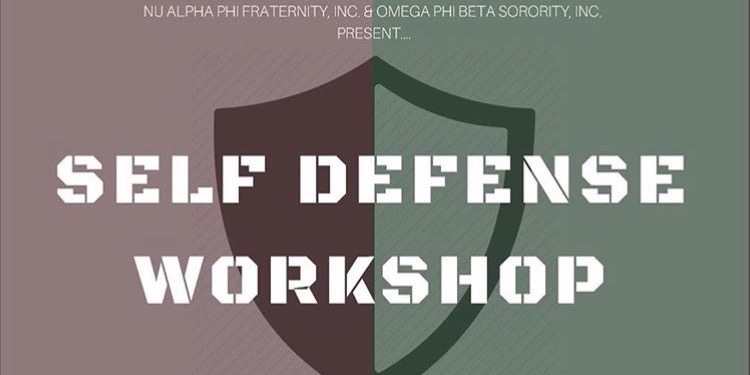 NU ALPHA PHI FRATERNITY, INC. & OMEGA PHI BETA SORORITY, INC.
PRESENT....
SELF DEFENSE
WORKSHOP